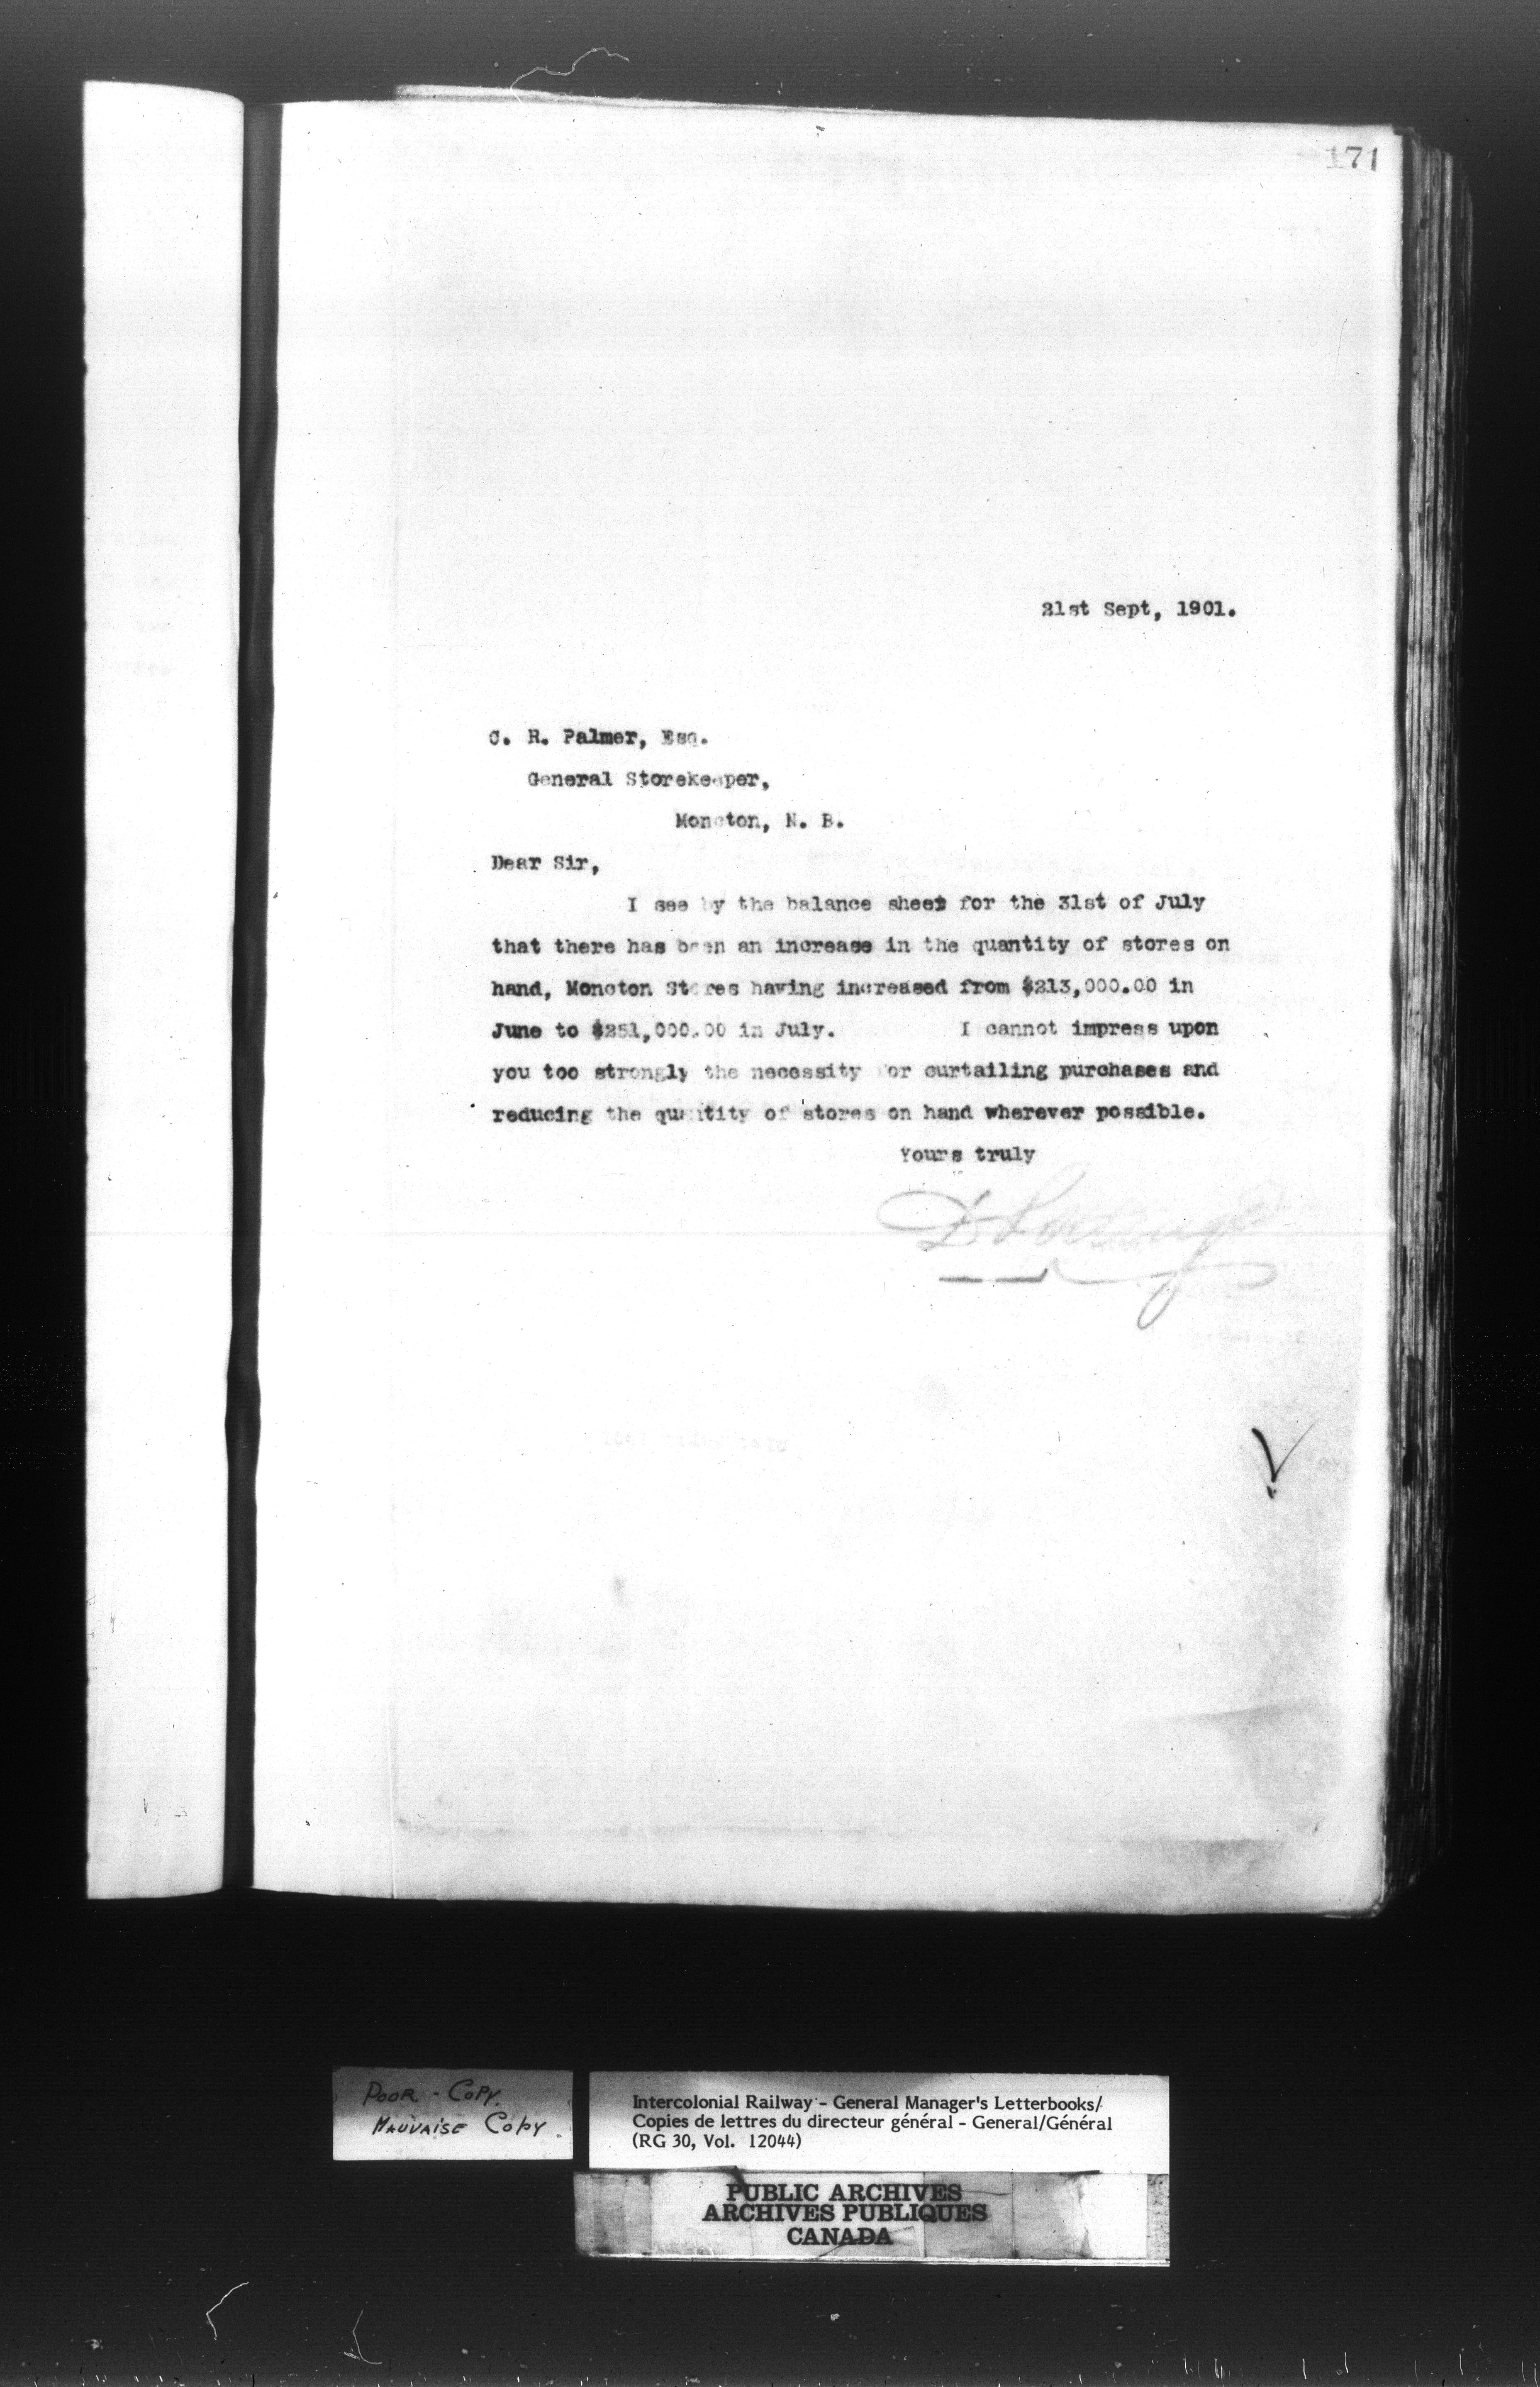 171
21st Sept, 1901.
C. R. Palmer, Esq.
General Storekeeper,
Moncton, N. B.
Dear Sir,
I see by the balance sheet for the 31st of July
that there has been an increase in the quantity of stores on
hand, Moncton Stores having increased from $213,000.00 in
June to $251,000.00 in July. I cannot impress upon
you too strongly the necessity for curtailing purchases and
reducing the quantity of stores on hand wherever possible.
Yours truly
D Pottinger
POOR - COPY.
MAUVAISE COPY.
Intercolonial Railway - General Manager's Letterbooks/
Copies de lettres du directeur général - General/Général
(RG 30, Vol. 12044)
PUBLIC ARCHIVES
ARCHIVES PUBLIQUES
CANADA